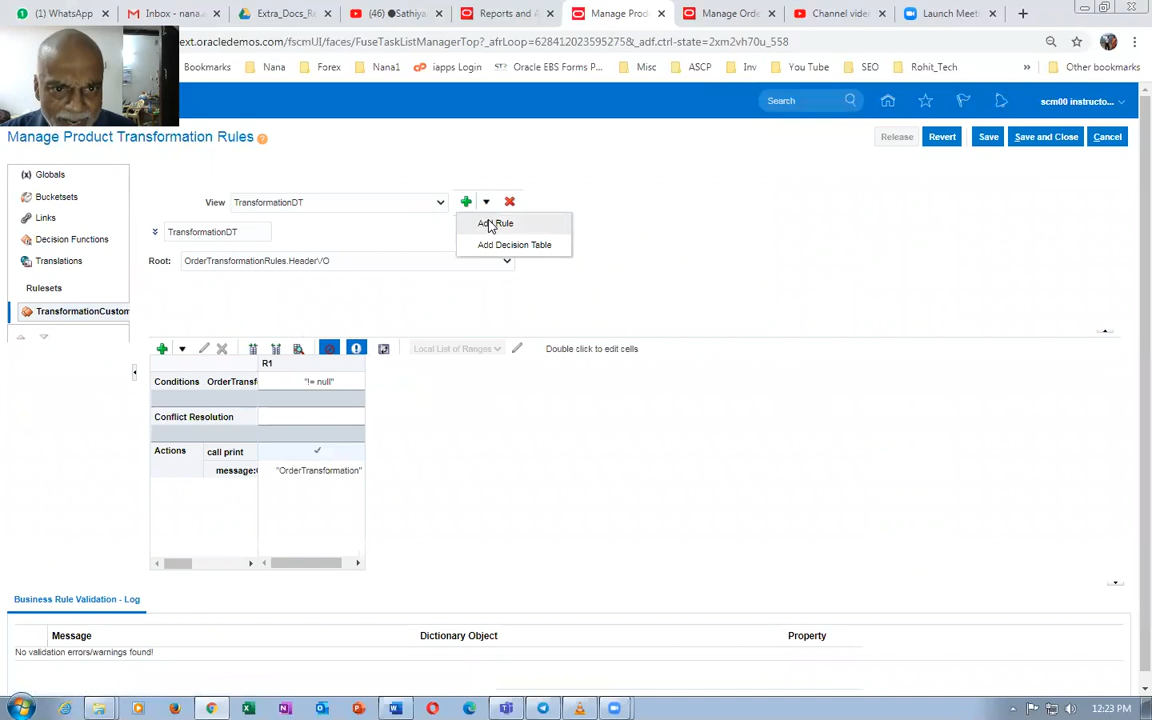 (1) WhatsApp
Inbox - nana.a
Extra_Docs_Re
(46) ●Sathiya
Reports and A
Manage Prod
Manage Orde
Channel video
Launch Meeti
ext.oracledemos.com/fscmUI/faces/FuseTaskListManagerTop?_afrLoop=6284120235952​75&_adf.ctrl-state=2xm2vh70u_558
Bookmarks
Nana
Forex
Nana1
iapps Login
ST? Oracle EBS Forms P...
Misc
ASCP
Inv
You Tube
SEO
Rohit_Tech
»
Other bookmarks
Search
scm00 instructo...
Manage Product Transformation Rules
Release
Revert
Save
Save and Close
Cancel
(x) Globals
Bucketsets
Links
Decision Functions
Translations
Rulesets
TransformationCustom
View
TransformationDT
Add Rule
Add Decision Table
TransformationDT
Root:
OrderTransformationRules.HeaderVO
Local List of Ranges
Double click to edit cells
R1
Conditions
OrderTransf
"!= null"
Conflict Resolution
Actions
call print
message:
"OrderTransformation"
Business Rule Validation - Log
Message
Dictionary Object
Property
No validation errors/warnings found!
12:23 PM